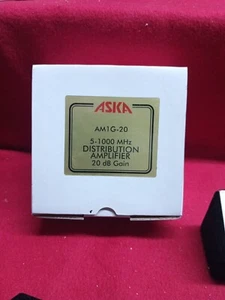 ASKA
AM1G-20
5-1000 MHz
DISTRIBUTION
AMPLIFIER
20 dB Gain